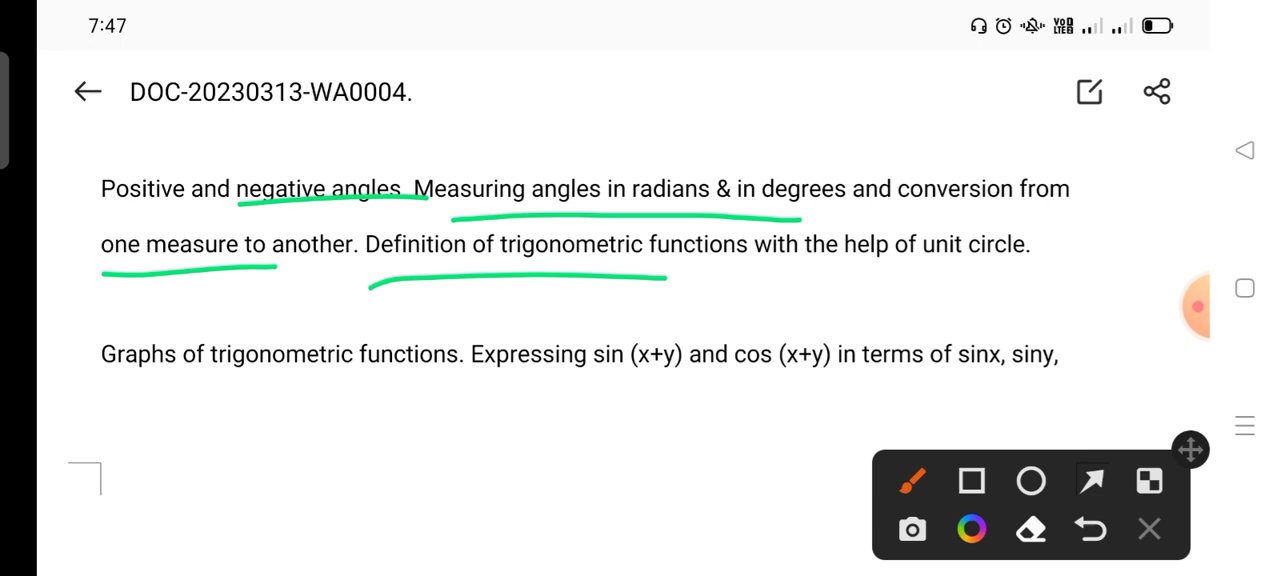 7:47 VoD LTE
DOC-20230313-WA0004.
Positive and negative angles. Measuring angles in radians & in degrees and conversion from
one measure to another. Definition of trigonometric functions with the help of unit circle.
Graphs of trigonometric functions. Expressing sin (x+y) and cos (x+y) in terms of sinx, siny,